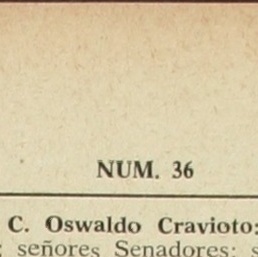 NUM. 36
C. Oswaldo Cravioto:
señores Senadores: